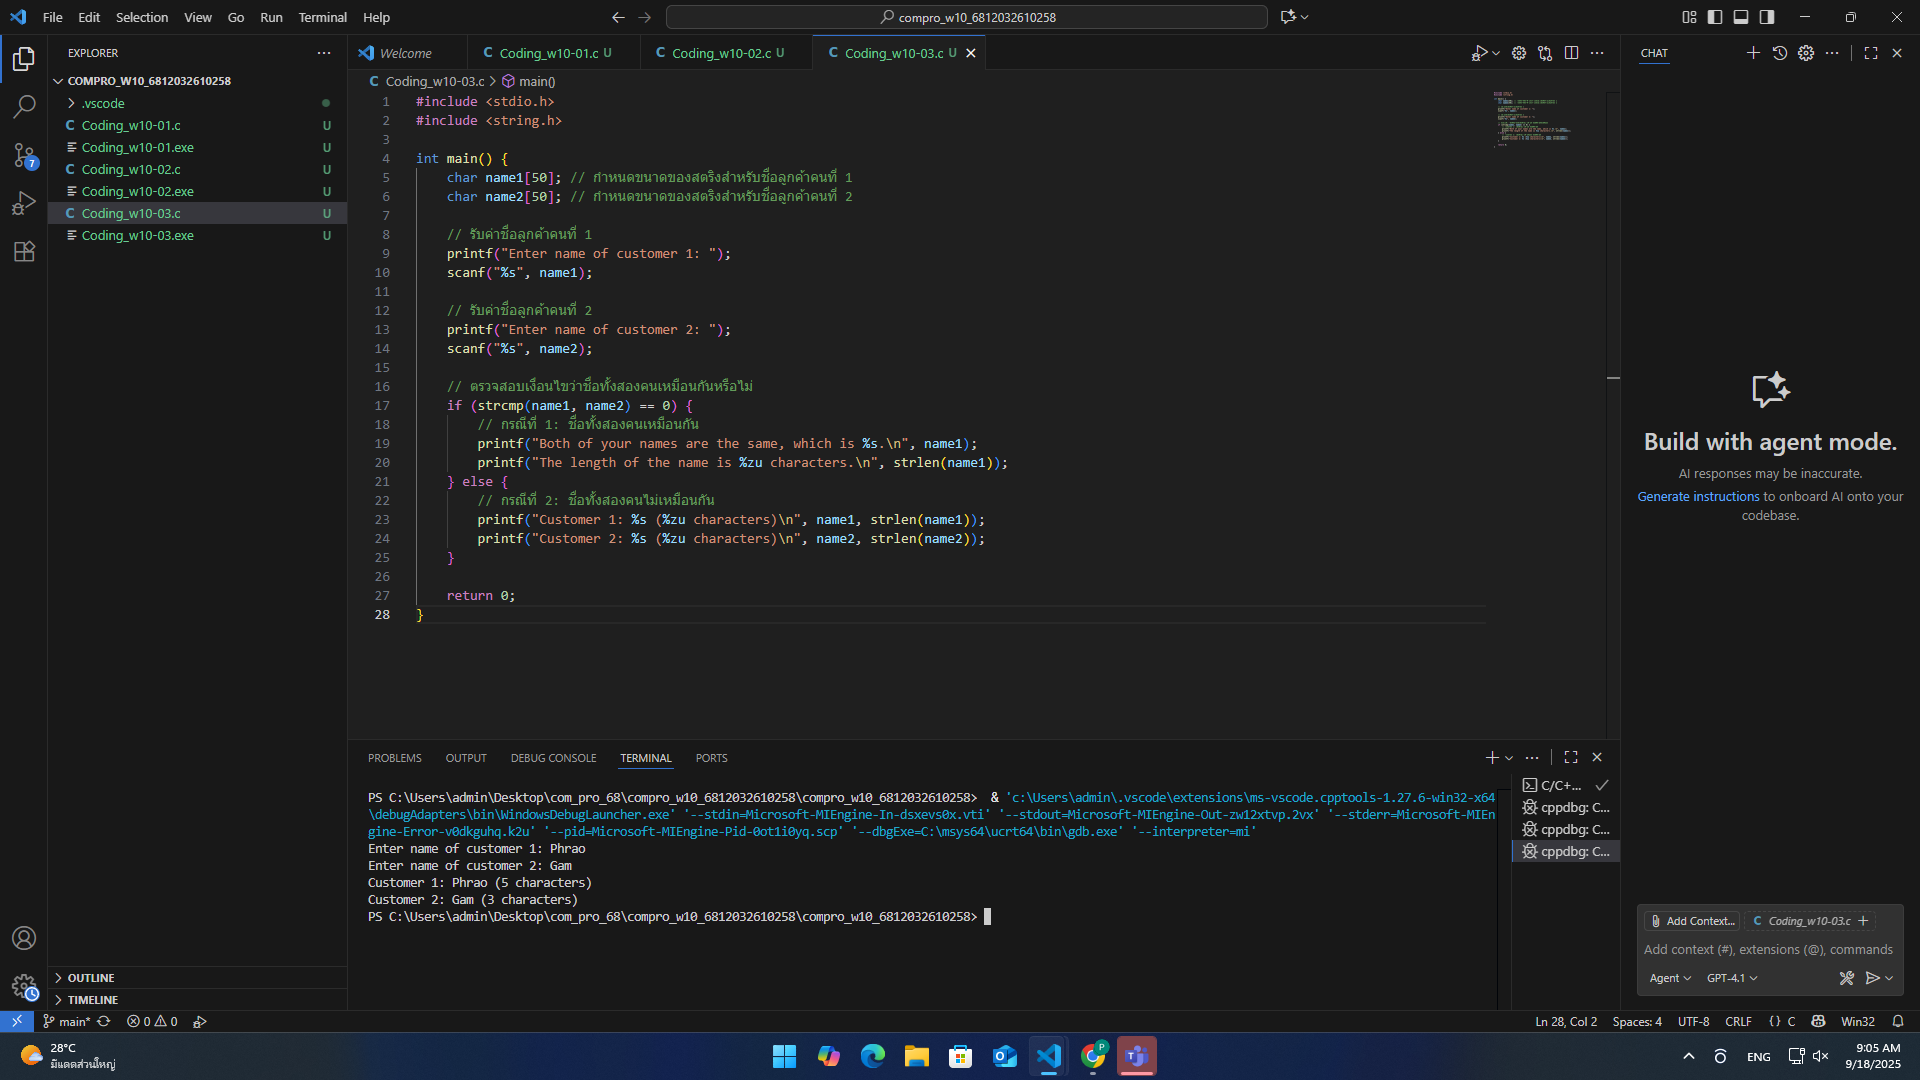 File Edit Selection View Go Run Terminal Help
compro_w10_6812032610258
EXPLORER
COMPRO_W10_6812032610258
.vscode
Coding_w10-01.c U
Coding_w10-01.exe U
Coding_w10-02.c U
Coding_w10-02.exe U
Coding_w10-03.c U
Coding_w10-03.exe U
7
OUTLINE
TIMELINE
Welcome
C Coding_w10-01.c U
C Coding_w10-02.c U
C Coding_w10-03.c U
C Coding_w10-03.c > main()
1 #include <stdio.h>
2 #include <string.h>
3
4 int main() {
5 char name1[50]; // กำหนดขนาดของสตริงสำหรับชื่อลูกค้าคนที่ 1
6 char name2[50]; // กำหนดขนาดของสตริงสำหรับชื่อลูกค้าคนที่ 2
7
8 // รับค่าชื่อลูกค้าคนที่ 1
9 printf("Enter name of customer 1: ");
10 scanf("%s", name1);
11
12 // รับค่าชื่อลูกค้าคนที่ 2
13 printf("Enter name of customer 2: ");
14 scanf("%s", name2);
15
16 // ตรวจสอบเงื่อนไขว่าชื่อทั้งสองคนเหมือนกันหรือไม่
17 if (strcmp(name1, name2) == 0) {
18 // กรณีที่ 1: ชื่อทั้งสองคนเหมือนกัน
19 printf("Both of your names are the same, which is %s.\n", name1);
20 printf("The length of the name is %zu characters.\n", strlen(name1));
21 } else {
22 // กรณีที่ 2: ชื่อทั้งสองคนไม่เหมือนกัน
23 printf("Customer 1: %s (%zu characters)\n", name1, strlen(name1));
24 printf("Customer 2: %s (%zu characters)\n", name2, strlen(name2));
25 }
26
27 return 0;
28 }
PROBLEMS OUTPUT DEBUG CONSOLE TERMINAL PORTS
PS C:\Users\admin\Desktop\com_pro_68\compro_w10_6812032610258\compro_w10_6812032610258> & 'c:\Users\admin\.vscode\extensions\ms-vscode.cpptools-1.27.6-win32-x64
\debugAdapters\bin\WindowsDebugLauncher.exe' '--stdin=Microsoft-MIEngine-In-dsxevs0x.vti' '--stdout=Microsoft-MIEngine-Out-zw12xtvp.2vx' '--stderr=Microsoft-MIEn
gine-Error-v0dkguhq.k2u' '--pid=Microsoft-MIEngine-Pid-0ot1i0yq.scp' '--dbgExe=C:\msys64\ucrt64\bin\gdb.exe' '--interpreter=mi'
Enter name of customer 1: Phrao
Enter name of customer 2: Gam
Customer 1: Phrao (5 characters)
Customer 2: Gam (3 characters)
PS C:\Users\admin\Desktop\com_pro_68\compro_w10_6812032610258\compro_w10_6812032610258>
C/C+...
cppdbg: C...
cppdbg: C...
cppdbg: C...
CHAT
Build with agent mode.
AI responses may be inaccurate.
Generate instructions to onboard AI onto your
codebase.
Add Context... C Coding_w10-03.c +
Add context (#), extensions (@), commands
Agent GPT-4.1
main* 0 0
Ln 28, Col 2 Spaces: 4 UTF-8 CRLF {} C Win32
28°C
มีแดดส่วนใหญ่
P
ENG
9:05 AM
9/18/2025